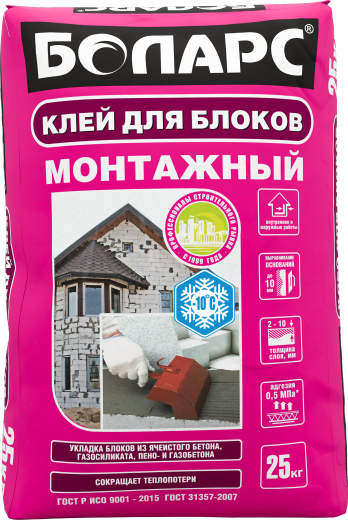 БОЛАРС®
25кг
КЛЕЙ ДЛЯ БЛОКОВ
МОНТАЖНЫЙ
ПРОФЕССИОНАЛЫ СТРОИТЕЛЬНОГО РЫНКА
С 1993 ГОДА
внутренние и
наружные работы
-10°С
ВЫРАВНИВАНИЕ
ОСНОВАНИЙ
до
10
мм
2 - 10
толщина
слоя, мм
адгезия
0,5 МПа*
УКЛАДКА БЛОКОВ ИЗ ЯЧЕИСТОГО БЕТОНА,
ГАЗОСИЛИКАТА, ПЕНО- И ГАЗОБЕТОНА
СОКРАЩАЕТ ТЕПЛОПОТЕРИ
25КГ
ГОСТ Р ИСО 9001 - 2015 ГОСТ 31357-2007